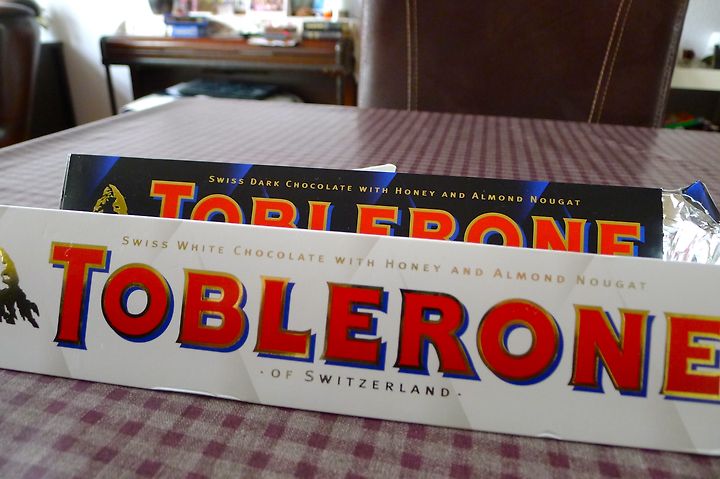 Swiss Dark Chocolate with Honey and Almond Nougat
TOBLERONE
Swiss White Chocolate with Honey and Almond Nougat
TOBLERONE
· OF SWITZERLAND ·